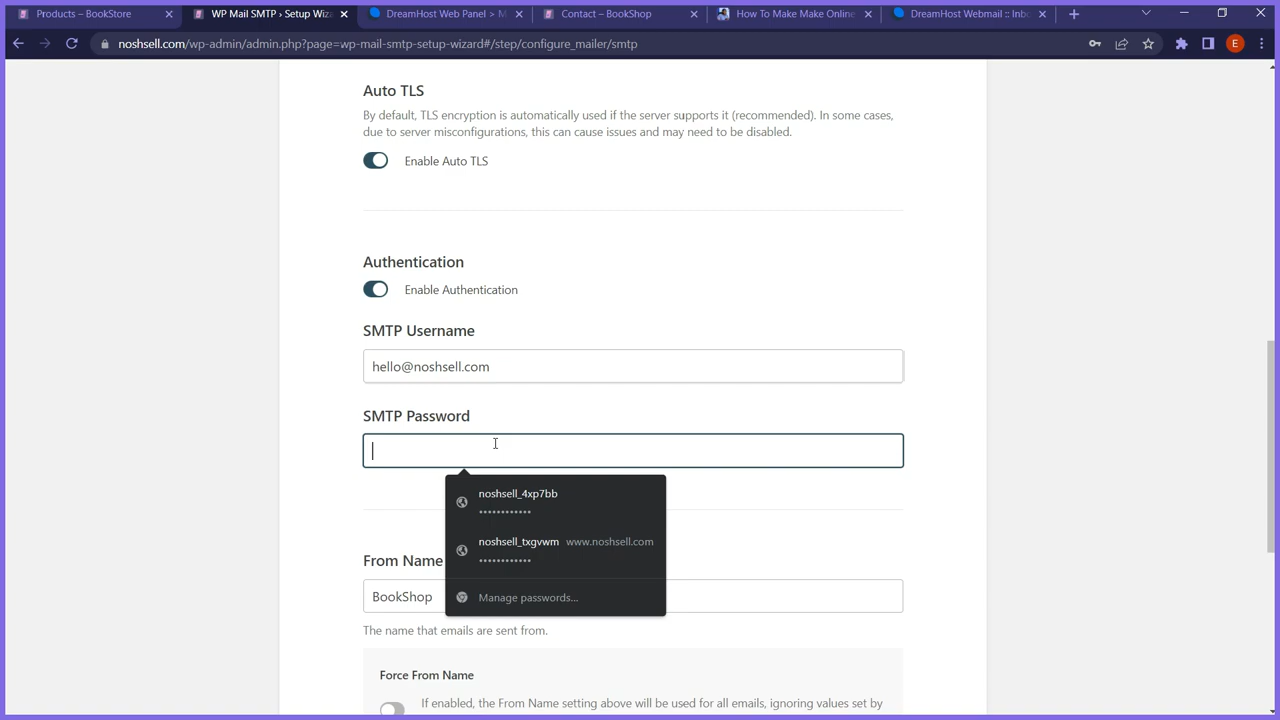 Products – BookStore
WP Mail SMTP › Setup Wiza
DreamHost Web Panel > M
Contact – BookShop
How To Make Make Online
DreamHost Webmail :: Inb
noshsell.com/wp-admin/admin.php?page=wp-mail-smtp-setup-wizard#/step/configure_mailer/smtp
E
Auto TLS
By default, TLS encryption is automatically used if the server supports it (recommended). In some cases,
due to server misconfigurations, this can cause issues and may need to be disabled.
Enable Auto TLS
Authentication
Enable Authentication
SMTP Username
hello@noshsell.com
SMTP Password
noshsell_4xp7bb
••••••••••••
noshsell_txgvwm www.noshsell.com
••••••••••••
Manage passwords...
From Name
BookShop
The name that emails are sent from.
Force From Name
If enabled, the From Name setting above will be used for all emails, ignoring values set by